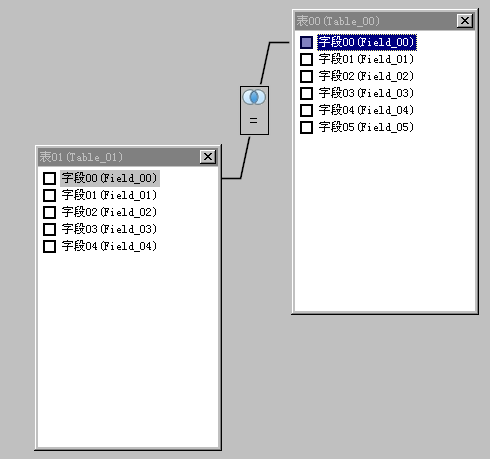 表00(Table_00)
字段00(Field_00)
字段01(Field_01)
字段02(Field_02)
字段03(Field_03)
字段04(Field_04)
字段05(Field_05)
=
表01(Table_01)
字段00(Field_00)
字段01(Field_01)
字段02(Field_02)
字段03(Field_03)
字段04(Field_04)